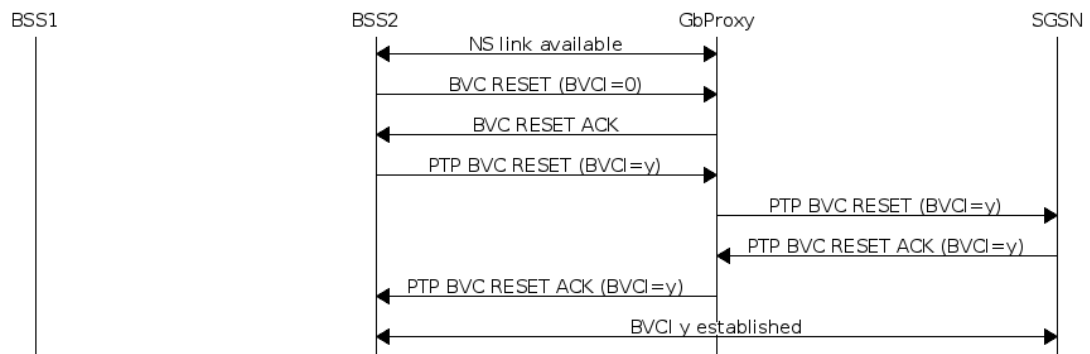 BSS1 BSS2 GbProxy SGSN
NS link available
BVC RESET (BVCI=0)
BVC RESET ACK
PTP BVC RESET (BVCI=y)
PTP BVC RESET (BVCI=y)
PTP BVC RESET ACK (BVCI=y)
PTP BVC RESET ACK (BVCI=y)
BVCI y established